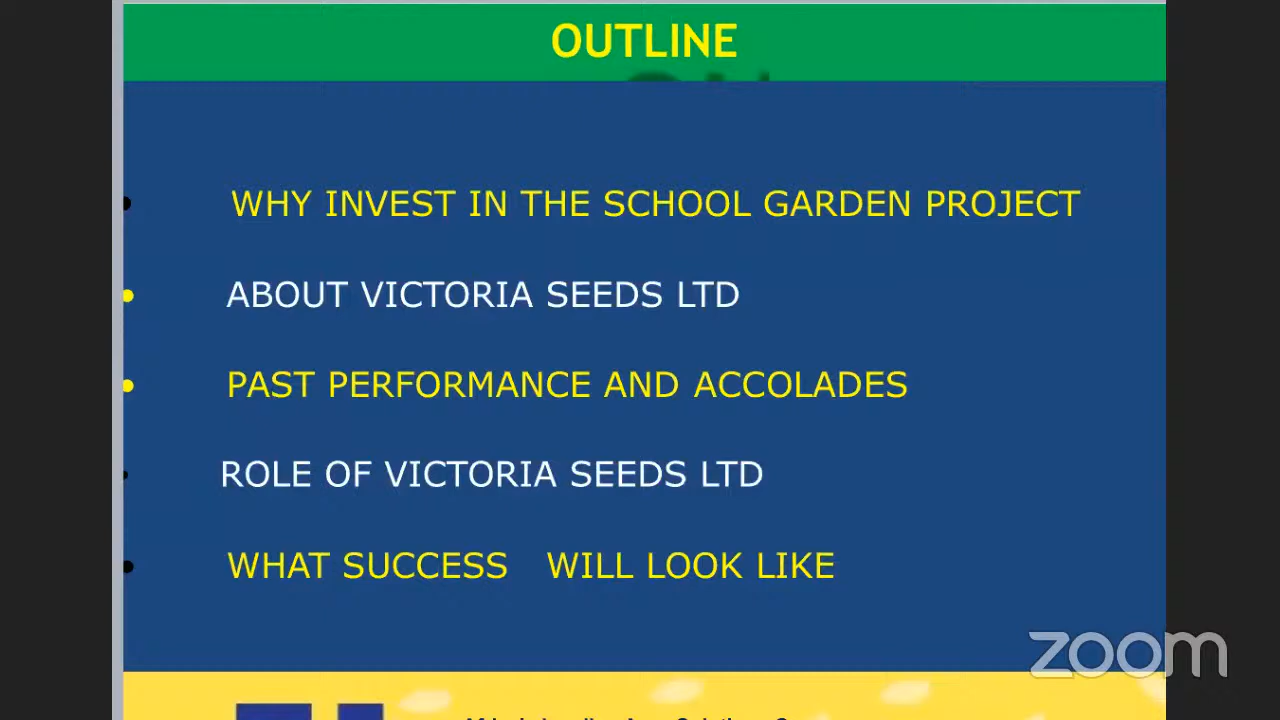 OUTLINE
WHY INVEST IN THE SCHOOL GARDEN PROJECT
ABOUT VICTORIA SEEDS LTD
PAST PERFORMANCE AND ACCOLADES
ROLE OF VICTORIA SEEDS LTD
WHAT SUCCESS WILL LOOK LIKE
zoom